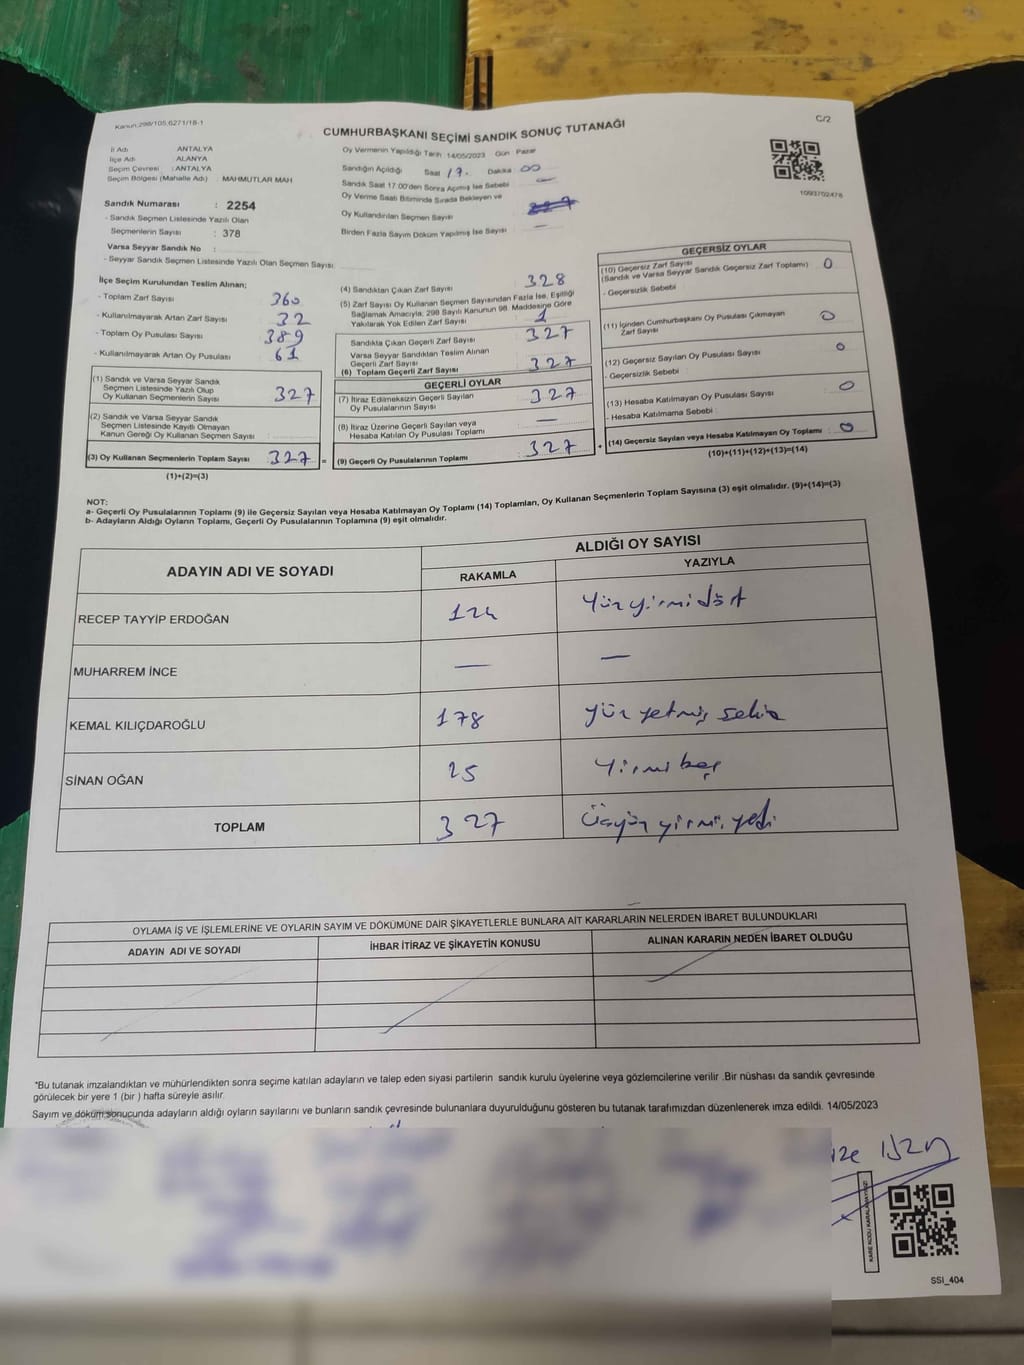 Kanun:298/105.6271/18-1
CUMHURBAŞKANI SEÇİMİ SANDIK SONUÇ TUTANAĞI
C/2
İl Adı : ANTALYA
İlçe Adı : ALANYA
Seçim Çevresi : ANTALYA
Seçim Bölgesi (Mahalle Adı) : MAHMUTLAR MAH
Sandık Numarası : 2254
- Sandık Seçmen Listesinde Yazılı Olan
Seçmenlerin Sayısı : 378
Varsa Seyyar Sandık No :
- Seyyar Sandık Seçmen Listesinde Yazılı Olan Seçmen Sayısı
Oy Vermenin Yapıldığı Tarih :14/05/2023 Gün : Pazar
Sandığın Açıldığı Saat 17. Dakika 00
Sandık Saat 17.00'den Sonra Açılmış İse Sebebi —
Oy Verme Saati Bitiminde Sırada Bekleyen ve
Oy Kullandırılan Seçmen Sayısı
Birden Fazla Sayım Döküm Yapılmış İse Sayısı —
1093702478
İlçe Seçim Kurulundan Teslim Alınan;
- Toplam Zarf Sayısı 360
- Kullanılmayarak Artan Zarf Sayısı 32
- Toplam Oy Pusulası Sayısı 389
- Kullanılmayarak Artan Oy Pusulası 61
(1) Sandık ve Varsa Seyyar Sandık
Seçmen Listesinde Yazılı Olup
Oy Kullanan Seçmenlerin Sayısı 327
(2) Sandık ve Varsa Seyyar Sandık
Seçmen Listesinde Kayıtlı Olmayan
Kanun Gereği Oy Kullanan Seçmen Sayısı
(3) Oy Kullanan Seçmenlerin Toplam Sayısı 327 =
(1)+(2)=(3)
(4) Sandıktan Çıkan Zarf Sayısı 328
(5) Zarf Sayısı Oy Kullanan Seçmen Sayısından Fazla İse, Eşitliği
Sağlamak Amacıyla, 298 Sayılı Kanunun 98. Maddesine Göre
Yakılarak Yok Edilen Zarf Sayısı 1
Sandıkla Çıkan Geçerli Zarf Sayısı 327
Varsa Seyyar Sandıktan Teslim Alınan
Geçerli Zarf Sayısı
(6) Toplam Geçerli Zarf Sayısı 327
GEÇERLİ OYLAR
(7) İtiraz Edilmeksizin Geçerli Sayılan
Oy Pusulalarının Sayısı 327
(8) İtiraz Üzerine Geçerli Sayılan veya
Hesaba Katılan Oy Pusulası Toplamı —
(9) Geçerli Oy Pusulalarının Toplamı 327 +
GEÇERSİZ OYLAR
(10) Geçersiz Zarf Sayısı
(Sandık ve Varsa Seyyar Sandık Geçersiz Zarf Toplamı) 0
- Geçersizlik Sebebi
(11) İçinden Cumhurbaşkanı Oy Pusulası Çıkmayan
Zarf Sayısı 0
(12) Geçersiz Sayılan Oy Pusulası Sayısı 0
- Geçersizlik Sebebi
(13) Hesaba Katılmayan Oy Pusulası Sayısı 0
- Hesaba Katılmama Sebebi
(14) Geçersiz Sayılan veya Hesaba Katılmayan Oy Toplamı 0
(10)+(11)+(12)+(13)=(14)
NOT:
a- Geçerli Oy Pusulalarının Toplamı (9) ile Geçersiz Sayılan veya Hesaba Katılmayan Oy Toplamı (14) Toplamları, Oy Kullanan Seçmenlerin Toplam Sayısına (3) eşit olmalıdır. (9)+(14)=(3)
b- Adayların Aldığı Oyların Toplamı, Geçerli Oy Pusulalarının Toplamına (9) eşit olmalıdır.
ADAYIN ADI VE SOYADI
ALDIĞI OY SAYISI
RAKAMLA YAZIYLA
RECEP TAYYİP ERDOĞAN 124 Yüzyirmidört
MUHARREM İNCE — —
KEMAL KILIÇDAROĞLU 178 yüz yetmiş sekiz
SİNAN OĞAN 25 Yirmi beş
TOPLAM 327 Üçyüz yirmi yedi
OYLAMA İŞ VE İŞLEMLERİNE VE OYLARIN SAYIM VE DÖKÜMÜNE DAİR ŞİKAYETLERLE BUNLARA AİT KARARLARIN NELERDEN İBARET BULUNDUKLARI
ADAYIN ADI VE SOYADI İHBAR İTİRAZ VE ŞİKAYETİN KONUSU ALINAN KARARIN NEDEN İBARET OLDUĞU
*Bu tutanak imzalandıktan ve mühürlendikten sonra seçime katılan adayların ve talep eden siyasi partilerin sandık kurulu üyelerine veya gözlemcilerine verilir .Bir nüshası da sandık çevresinde
görülecek bir yere 1 (bir ) hafta süreyle asılır.
Sayım ve döküm sonucunda adayların aldığı oyların sayılarını ve bunların sandık çevresinde bulunanlara duyurulduğunu gösteren bu tutanak tarafımızdan düzenlenerek imza edildi. 14/05/2023
KARE KODU KARALAMAYINIZ!
SSI_404